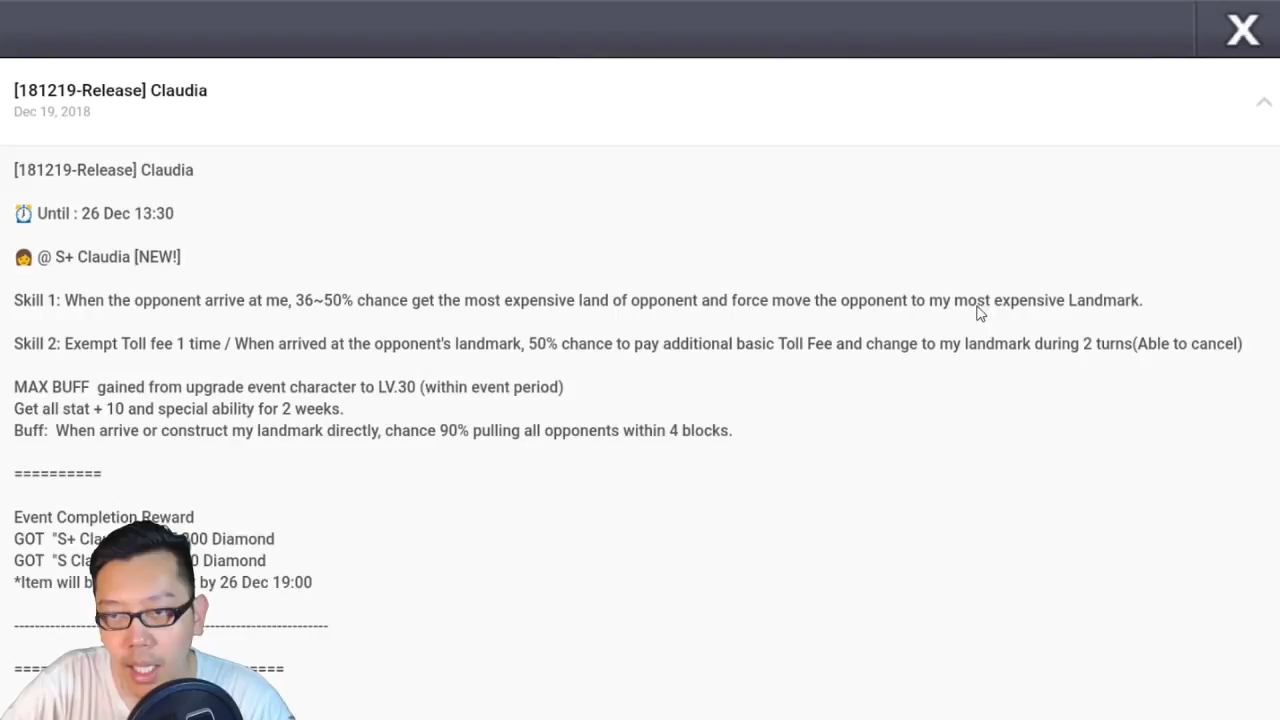 X
[181219-Release] Claudia
Dec 19, 2018
[181219-Release] Claudia
⏰ Until : 26 Dec 13:30
👩 @ S+ Claudia [NEW!]
Skill 1: When the opponent arrive at me, 36~50% chance get the most expensive land of opponent and force move the opponent to my most expensive Landmark.
Skill 2: Exempt Toll fee 1 time / When arrived at the opponent's landmark, 50% chance to pay additional basic Toll Fee and change to my landmark during 2 turns(Able to cancel)
MAX BUFF gained from upgrade event character to LV.30 (within event period)
Get all stat + 10 and special ability for 2 weeks.
Buff: When arrive or construct my landmark directly, chance 90% pulling all opponents within 4 blocks.
==========
Event Completion Reward
GOT "S+ Diamond
GOT "S Diamond
*Item will by 26 Dec 19:00